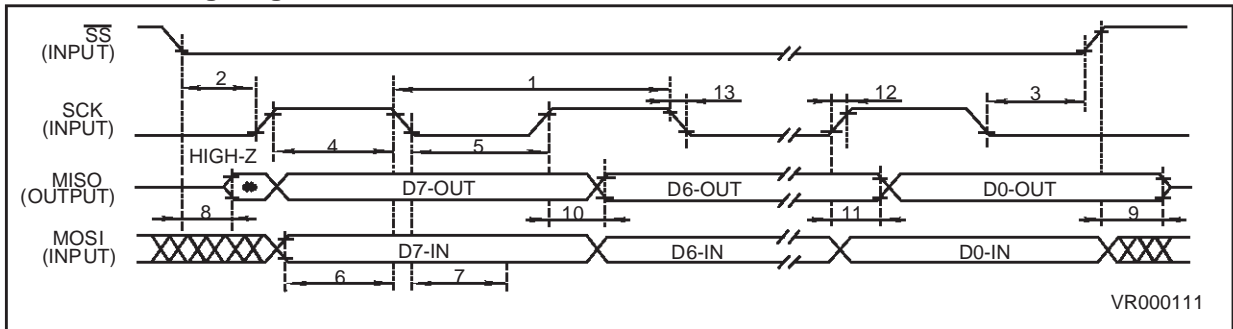 SS
(INPUT)
2
1
13
12
3
SCK
(INPUT)
4
5
HIGH-Z
MISO
(OUTPUT)
D7-OUT
D6-OUT
D0-OUT
8
10
11
9
MOSI
(INPUT)
D7-IN
D6-IN
D0-IN
6
7
VR000111